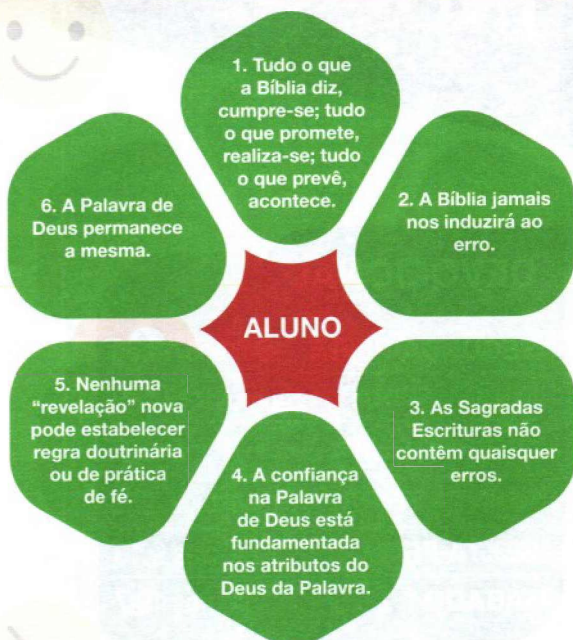 1. Tudo o que
a Bíblia diz,
cumpre-se; tudo
o que promete,
realiza-se; tudo
o que prevê,
acontece.
2. A Bíblia jamais
nos induzirá ao
erro.
3. As Sagradas
Escrituras não
contêm quaisquer
erros.
4. A confiança
na Palavra
de Deus está
fundamentada
nos atributos do
Deus da Palavra.
5. Nenhuma
“revelação” nova
pode estabelecer
regra doutrinária
ou de prática
de fé.
6. A Palavra de
Deus permanece
a mesma.
ALUNO